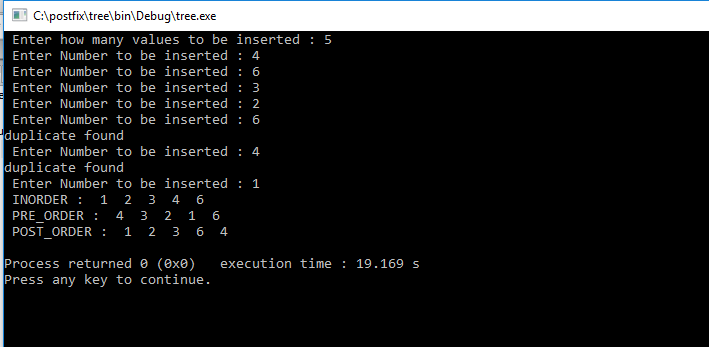 C:\postfix\tree\bin\Debug\tree.exe
Enter how many values to be inserted : 5
Enter Number to be inserted : 4
Enter Number to be inserted : 6
Enter Number to be inserted : 3
Enter Number to be inserted : 2
Enter Number to be inserted : 6
duplicate found
Enter Number to be inserted : 4
duplicate found
Enter Number to be inserted : 1
INORDER :  1  2  3  4  6
PRE_ORDER :  4  3  2  1  6
POST_ORDER :  1  2  3  6  4
Process returned 0 (0x0)   execution time : 19.169 s
Press any key to continue.